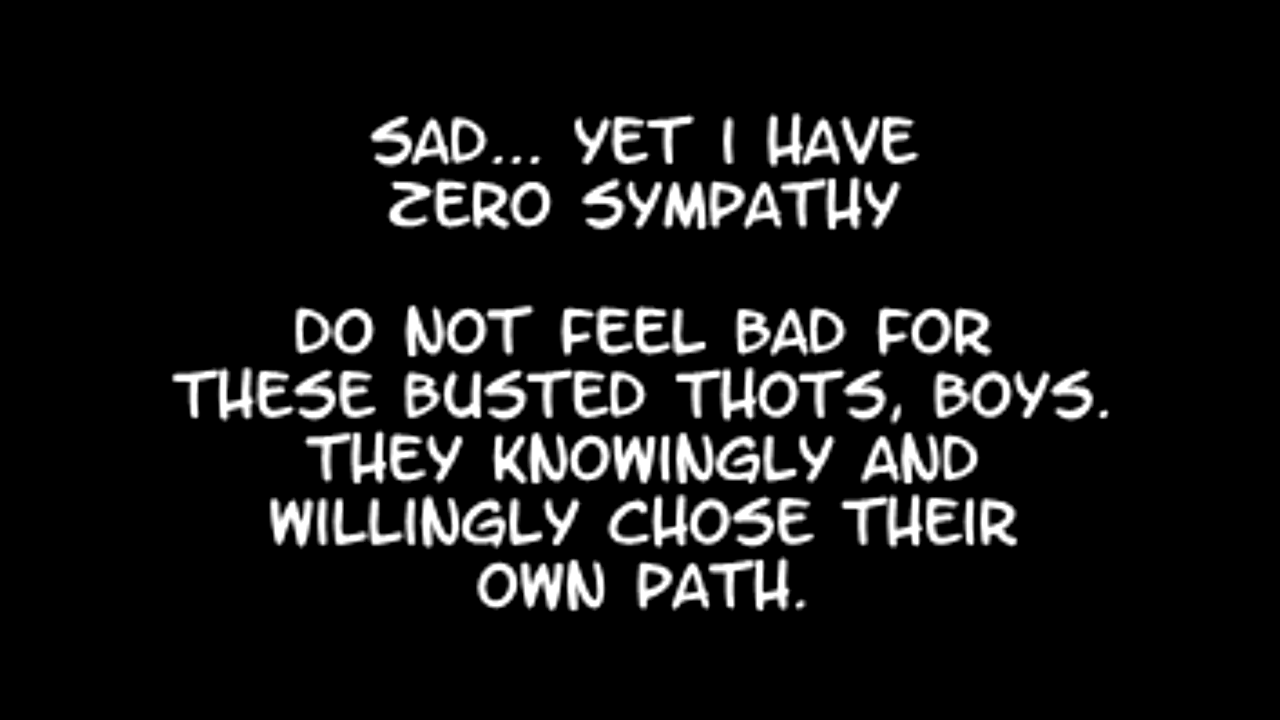 SAD... YET I HAVE
ZERO SYMPATHY
DO NOT FEEL BAD FOR
THESE BUSTED THOTS, BOYS.
THEY KNOWINGLY AND
WILLINGLY CHOSE THEIR
OWN PATH.